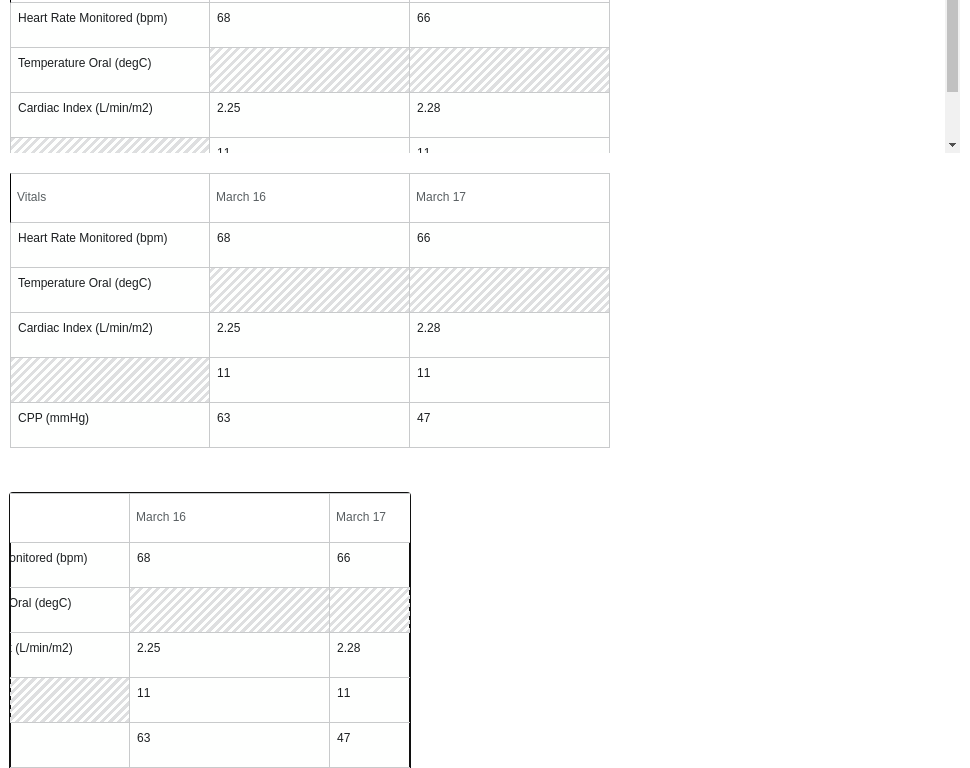 Heart Rate Monitored (bpm) 68 66
Temperature Oral (degC)
Cardiac Index (L/min/m2) 2.25 2.28
11 11
Vitals March 16 March 17
Heart Rate Monitored (bpm) 68 66
Temperature Oral (degC)
Cardiac Index (L/min/m2) 2.25 2.28
11 11
CPP (mmHg) 63 47
March 16 March 17
onitored (bpm) 68 66
Oral (degC)
(L/min/m2) 2.25 2.28
11 11
63 47